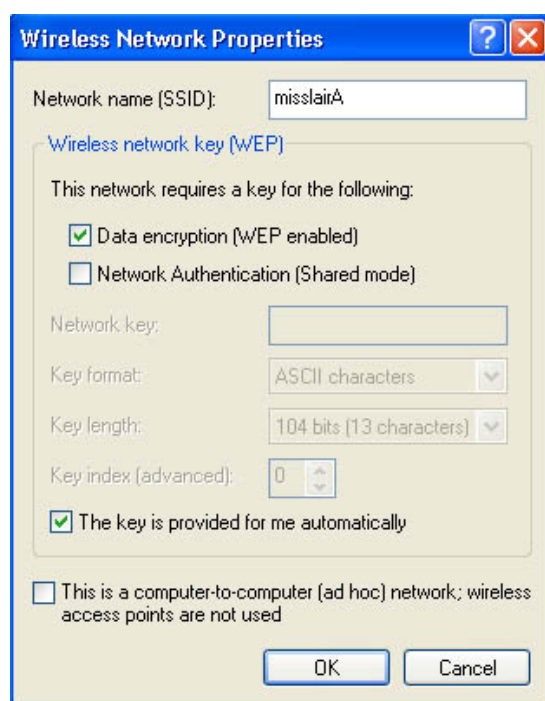 Wireless Network Properties
Network name (SSID): misslairA
Wireless network key (WEP)
This network requires a key for the following:
Data encryption (WEP enabled)
Network Authentication (Shared mode)
Network key:
Key format: ASCII characters
Key length: 104 bits (13 characters)
Key index (advanced): 0
The key is provided for me automatically
This is a computer-to-computer (ad hoc) network; wireless
access points are not used
OK Cancel